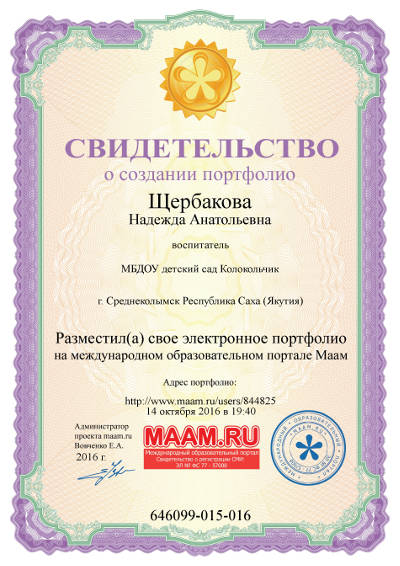 СВИДЕТЕЛЬСТВО
о создании портфолио
Щербакова
Надежда Анатольевна
воспитатель
МБДОУ детский сад Колокольчик
г. Среднеколымск Республика Саха (Якутия)
Разместил(а) свое электронное портфолио
на международном образовательном портале Маам
Адрес портфолио:
http://www.maam.ru/users/844825
14 октября 2016 в 19:40
Администратор
проекта maam.ru
Вовченко Е.А.
2016 г.
MAAM.RU
Международный образовательный портал
Свидетельство о регистрации СМИ:
ЭЛ № ФС 77 - 57008
МЕЖДУНАРОДНЫЙ ОБРАЗОВАТЕЛЬНЫЙ ПОРТАЛ
MAAM.RU
646099-015-016